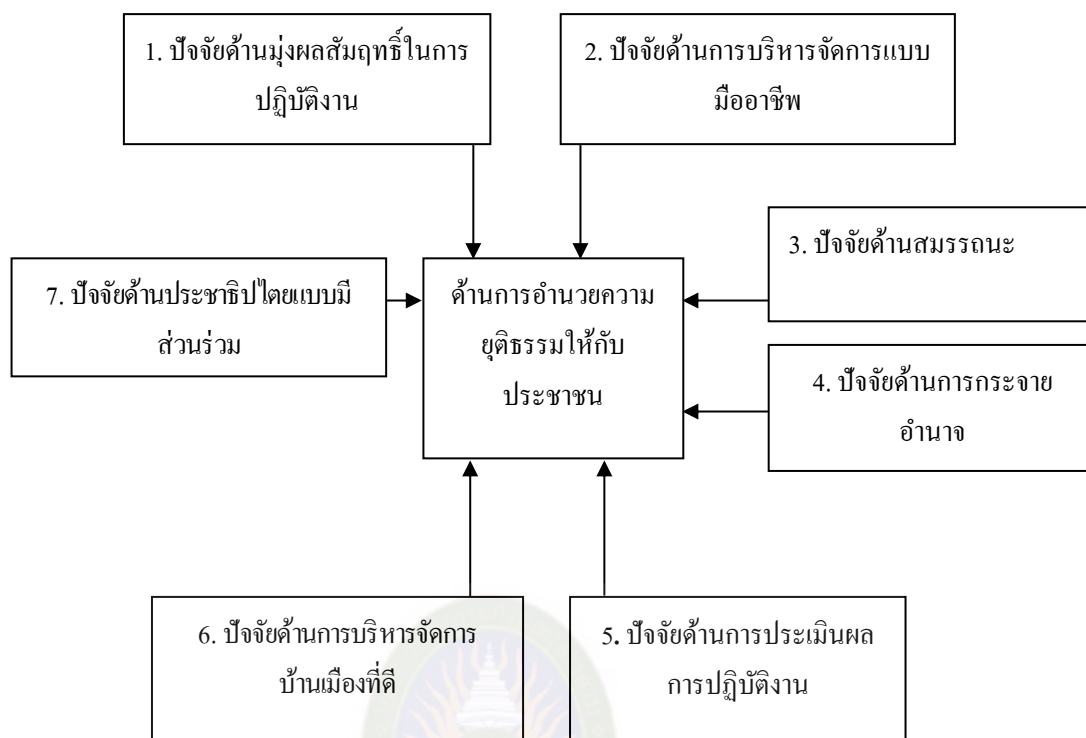 1. ปัจจัยด้านมุ่งผลสัมฤทธิ์ในการ
ปฏิบัติงาน
2. ปัจจัยด้านการบริหารจัดการแบบ
มืออาชีพ
3. ปัจจัยด้านสมรรถนะ
7. ปัจจัยด้านประชาธิปไตยแบบมี
ส่วนร่วม
ด้านการอำนวยความ
ยุติธรรมให้กับ
ประชาชน
4. ปัจจัยด้านการกระจาย
อำนาจ
6. ปัจจัยด้านการบริหารจัดการ
บ้านเมืองที่ดี
5. ปัจจัยด้านการประเมินผล
การปฏิบัติงาน